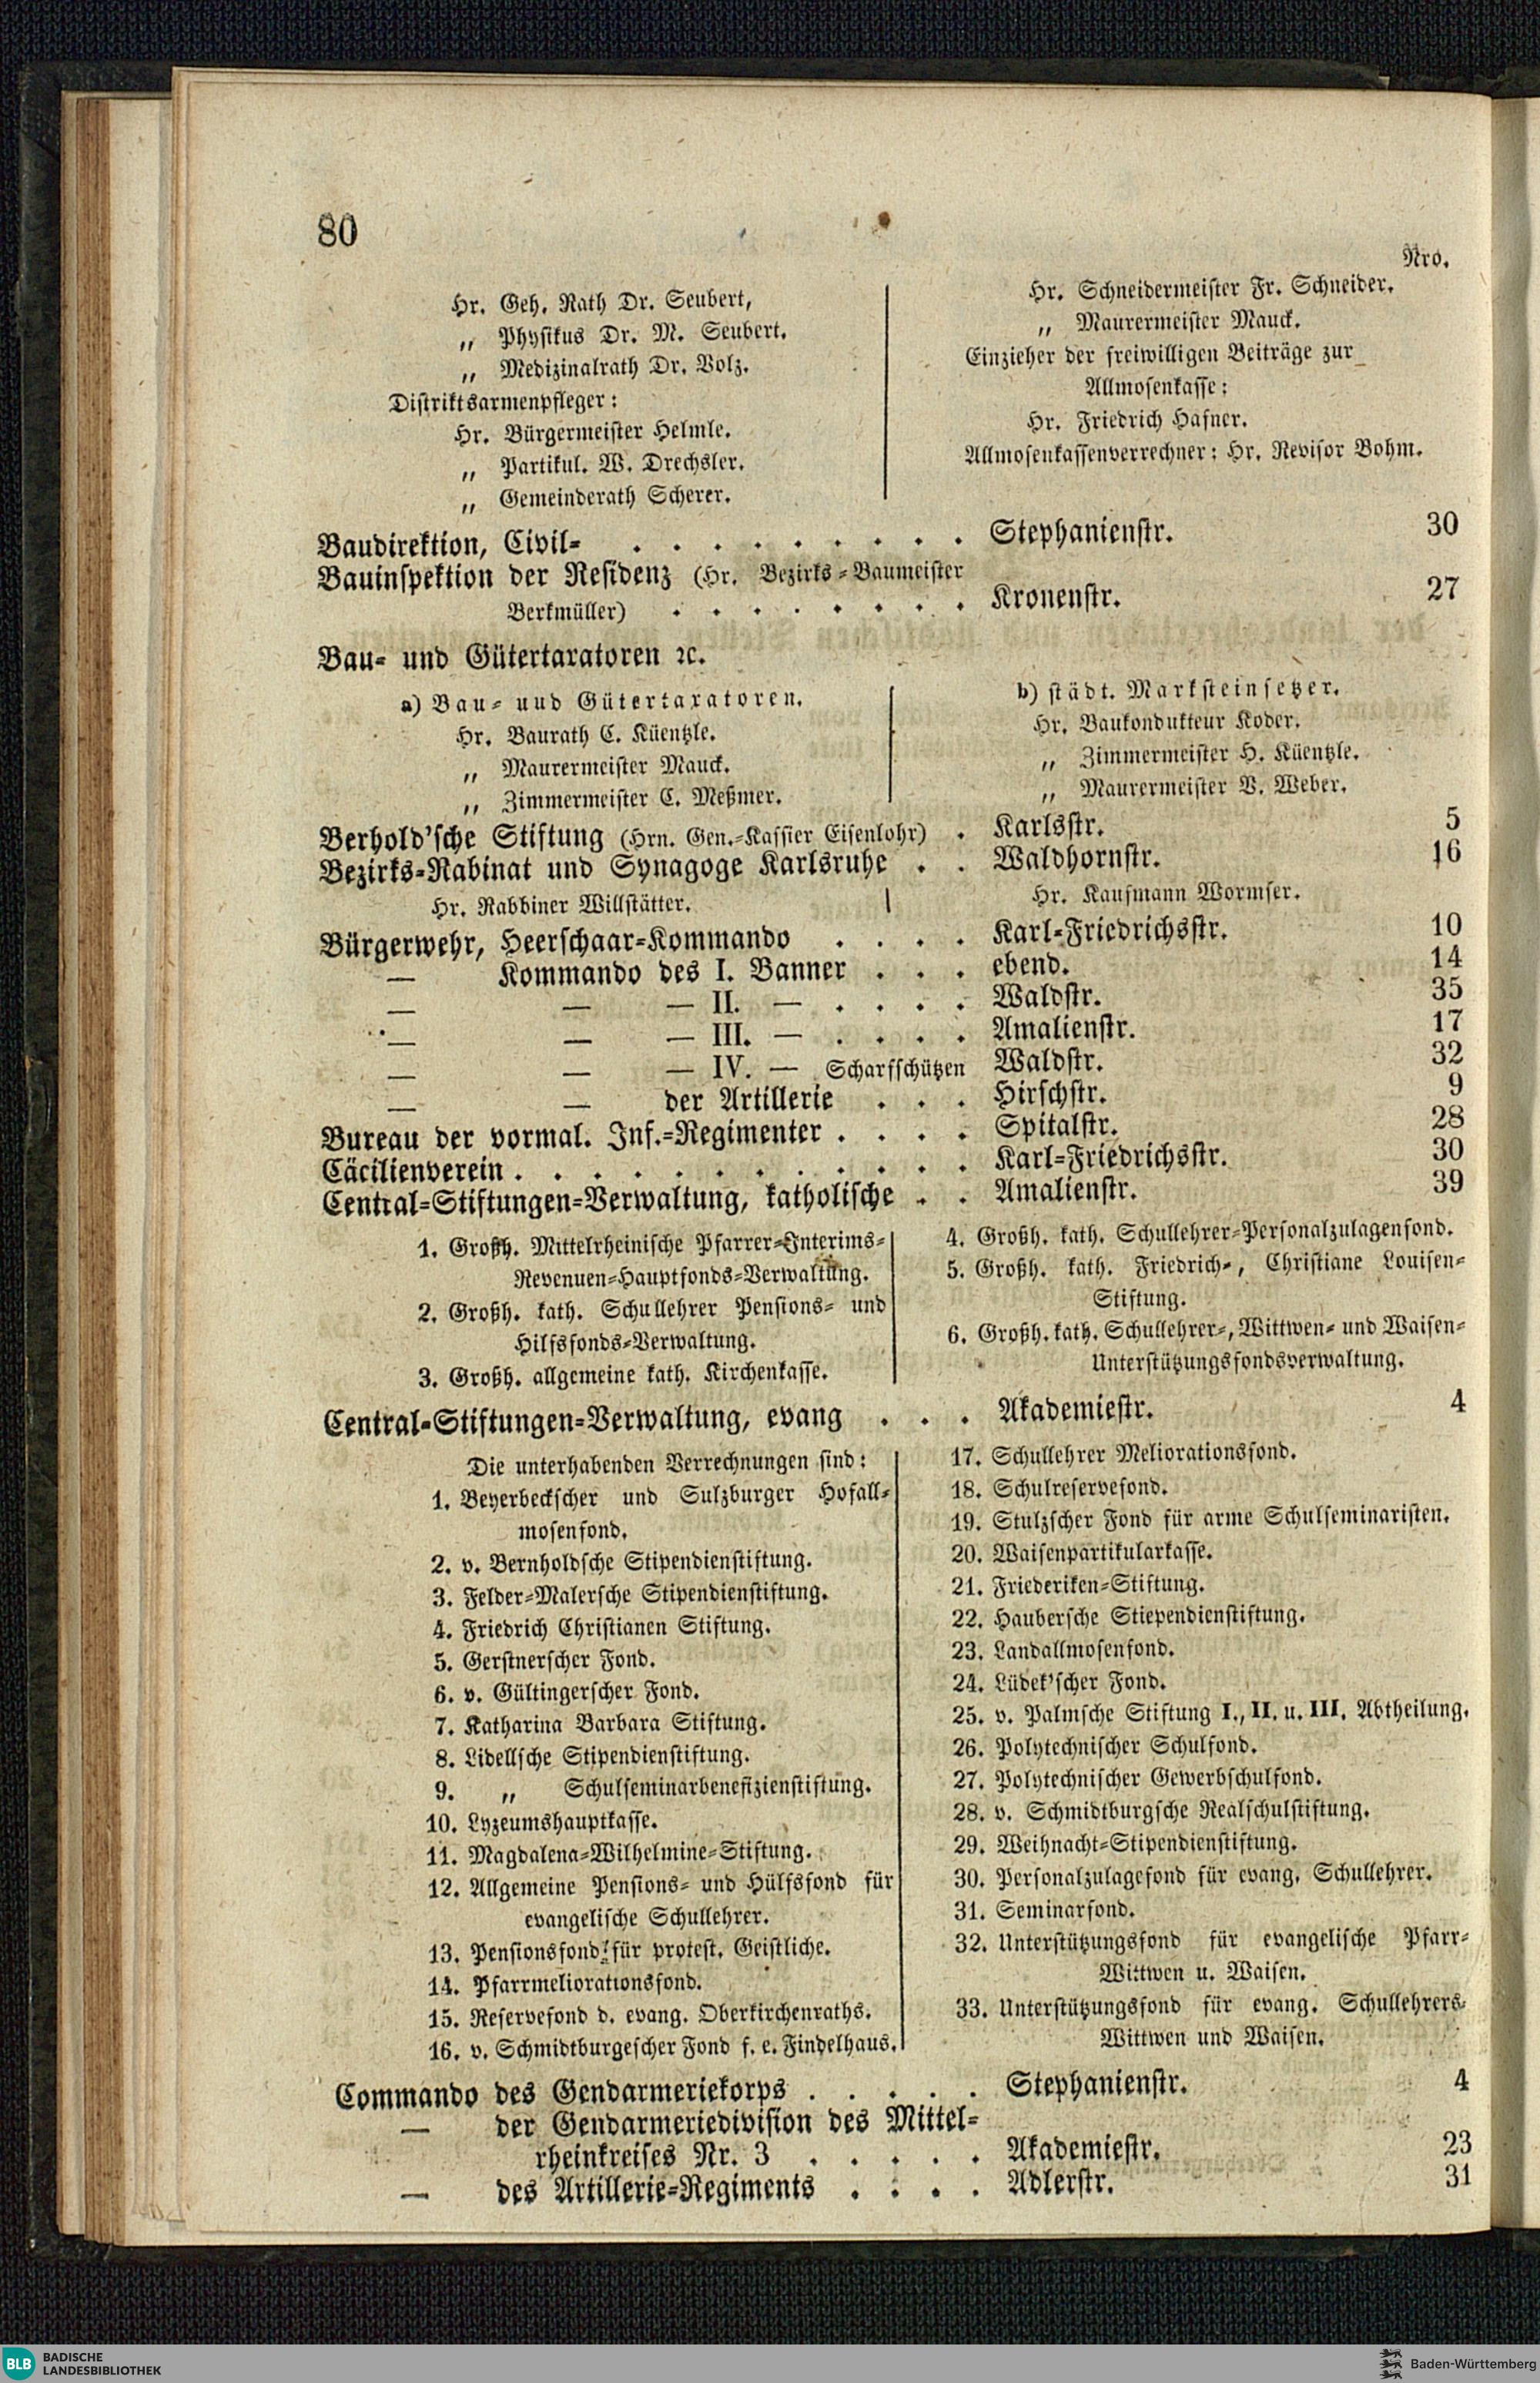 80
Nro.
Hr. Geh. Rath Dr. Seubert,
„ Physikus Dr. M. Seubert.
„ Medizinalrath Dr. Volz.
Distriktsarmenpfleger:
Hr. Bürgermeister Helmle.
„ Partikul. W. Drechsler.
„ Gemeinderath Scherer.
Hr. Schneidermeister Fr. Schneider.
„ Maurermeister Mauck.
Einzieher der freiwilligen Beiträge zur
Allmosenkasse:
Hr. Friedrich Hafner.
Allmosenkassenverrechner: Hr. Revisor Bohm.
Baudirektion, Civil- . . . . . . . . . Stephanienstr. 30
Bauinspektion der Residenz (Hr. Bezirks-Baumeister
Berkmüller) . . . . . . . . Kronenstr. 27
Bau- und Gütertaxatoren ꝛc.
a) Bau- und Gütertaxatoren.
Hr. Baurath C. Küentzle.
„ Maurermeister Mauck.
„ Zimmermeister C. Meßmer.
b) städt. Marksteinsetzer.
Hr. Baukondukteur Koder.
„ Zimmermeister H. Küentzle.
„ Maurermeister V. Weber.
Berhold'sche Stiftung (Hrn. Gen.-Kassier Eisenlohr) . Karlsstr. 5
Bezirks-Rabinat und Synagoge Karlsruhe . . Waldhornstr. 16
Hr. Rabbiner Willstätter.
Hr. Kaufmann Wormser.
Bürgerwehr, Heerschaar-Kommando . . . . Karl-Friedrichsstr. 10
— Kommando des I. Banner . . . ebend. 14
— — — II. — . . . . Waldstr. 35
— — — III. — . . . . Amalienstr. 17
— — — IV. — Scharfschützen Waldstr. 32
— — der Artillerie . . . Hirschstr. 9
Bureau der vormal. Inf.-Regimenter . . . . Spitalstr. 28
Cäcilienverein . . . . . . . . . . . . Karl-Friedrichsstr. 30
Central-Stiftungen-Verwaltung, katholische . . Amalienstr. 39
1. Großh. Mittelrheinische Pfarrer-Interims-
Revenuen-Hauptfonds-Verwaltung.
2. Großh. kath. Schullehrer Pensions- und
Hilfsfonds-Verwaltung.
3. Großh. allgemeine kath. Kirchenkasse.
4. Großh. kath. Schullehrer-Personalzulagenfond.
5. Großh. kath. Friedrich-, Christiane Louisen-
Stiftung.
6. Großh. kath. Schullehrer-, Wittwen- und Waisen-
Unterstützungsfondsverwaltung.
Central-Stiftungen-Verwaltung, evang . . . Akademiestr. 4
Die unterhabenden Verrechnungen sind:
1. Beyerbeckscher und Sulzburger Hofall-
mosenfond.
2. v. Bernholdsche Stipendienstiftung.
3. Felder-Malersche Stipendienstiftung.
4. Friedrich Christianen Stiftung.
5. Gerstnerscher Fond.
6. v. Gültingerscher Fond.
7. Katharina Barbara Stiftung.
8. Lidellsche Stipendienstiftung.
9. „ Schulseminarbenefizienstiftung.
10. Lyzeumshauptkasse.
11. Magdalena-Wilhelmine-Stiftung.
12. Allgemeine Pensions- und Hülfsfond für
evangelische Schullehrer.
13. Pensionsfond für protest. Geistliche.
14. Pfarrmeliorationsfond.
15. Reservefond d. evang. Oberkirchenraths.
16. v. Schmidtburgescher Fond f. e. Findelhaus.
17. Schullehrer Meliorationsfond.
18. Schulreservefond.
19. Stulzscher Fond für arme Schulseminaristen.
20. Waisenpartikularkasse.
21. Friederiken-Stiftung.
22. Haubersche Stiependienstiftung.
23. Landallmosenfond.
24. Lüdek'scher Fond.
25. v. Palmsche Stiftung I., II. u. III. Abtheilung.
26. Polytechnischer Schulfond.
27. Polytechnischer Gewerbschulfond.
28. v. Schmidtburgsche Realschulstiftung.
29. Weihnacht-Stipendienstiftung.
30. Personalzulagefond für evang. Schullehrer.
31. Seminarfond.
32. Unterstützungsfond für evangelische Pfarr-
Wittwen u. Waisen.
33. Unterstützungsfond für evang. Schullehrers-
Wittwen und Waisen.
Commando des Gendarmeriekorps . . . . . Stephanienstr. 4
— der Gendarmeriedivision des Mittel-
rheinkreises Nr. 3 . . . . . Akademiestr. 23
— des Artillerie-Regiments . . . . Adlerstr. 31
BLB BADISCHE
LANDESBIBLIOTHEK
Baden-Württemberg